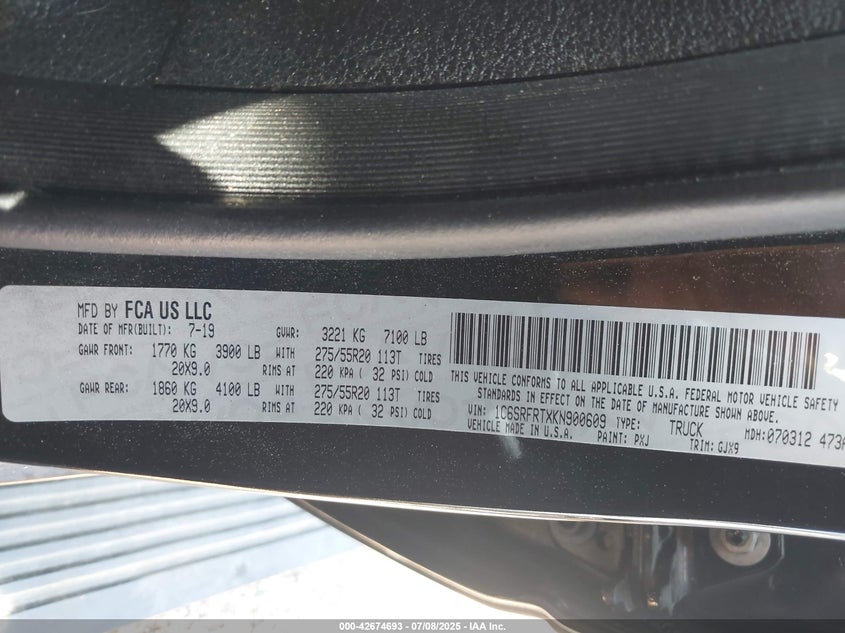 MFD BY FCA US LLC
DATE OF MFR(BUILT): 7-19 GVWR: 3221 KG 7100 LB
GAWR FRONT: 1770 KG 3900 LB WITH 275/55R20 113T TIRES
20X9.0 RIMS AT 220 KPA ( 32 PSI) COLD
GAWR REAR: 1860 KG 4100 LB WITH 275/55R20 113T TIRES
20X9.0 RIMS AT 220 KPA ( 32 PSI) COLD
THIS VEHICLE CONFORMS TO ALL APPLICABLE U.S.A. FEDERAL MOTOR VEHICLE SAFETY
STANDARDS IN EFFECT ON THE DATE OF MANUFACTURE SHOWN ABOVE.
VIN: 1C6SRFRTXKN900609 TYPE: TRUCK MDH:070312 473
VEHICLE MADE IN U.S.A. PAINT: PXJ TRIM: GJX9
000-42674693 - 07/08/2025 - IAA Inc.